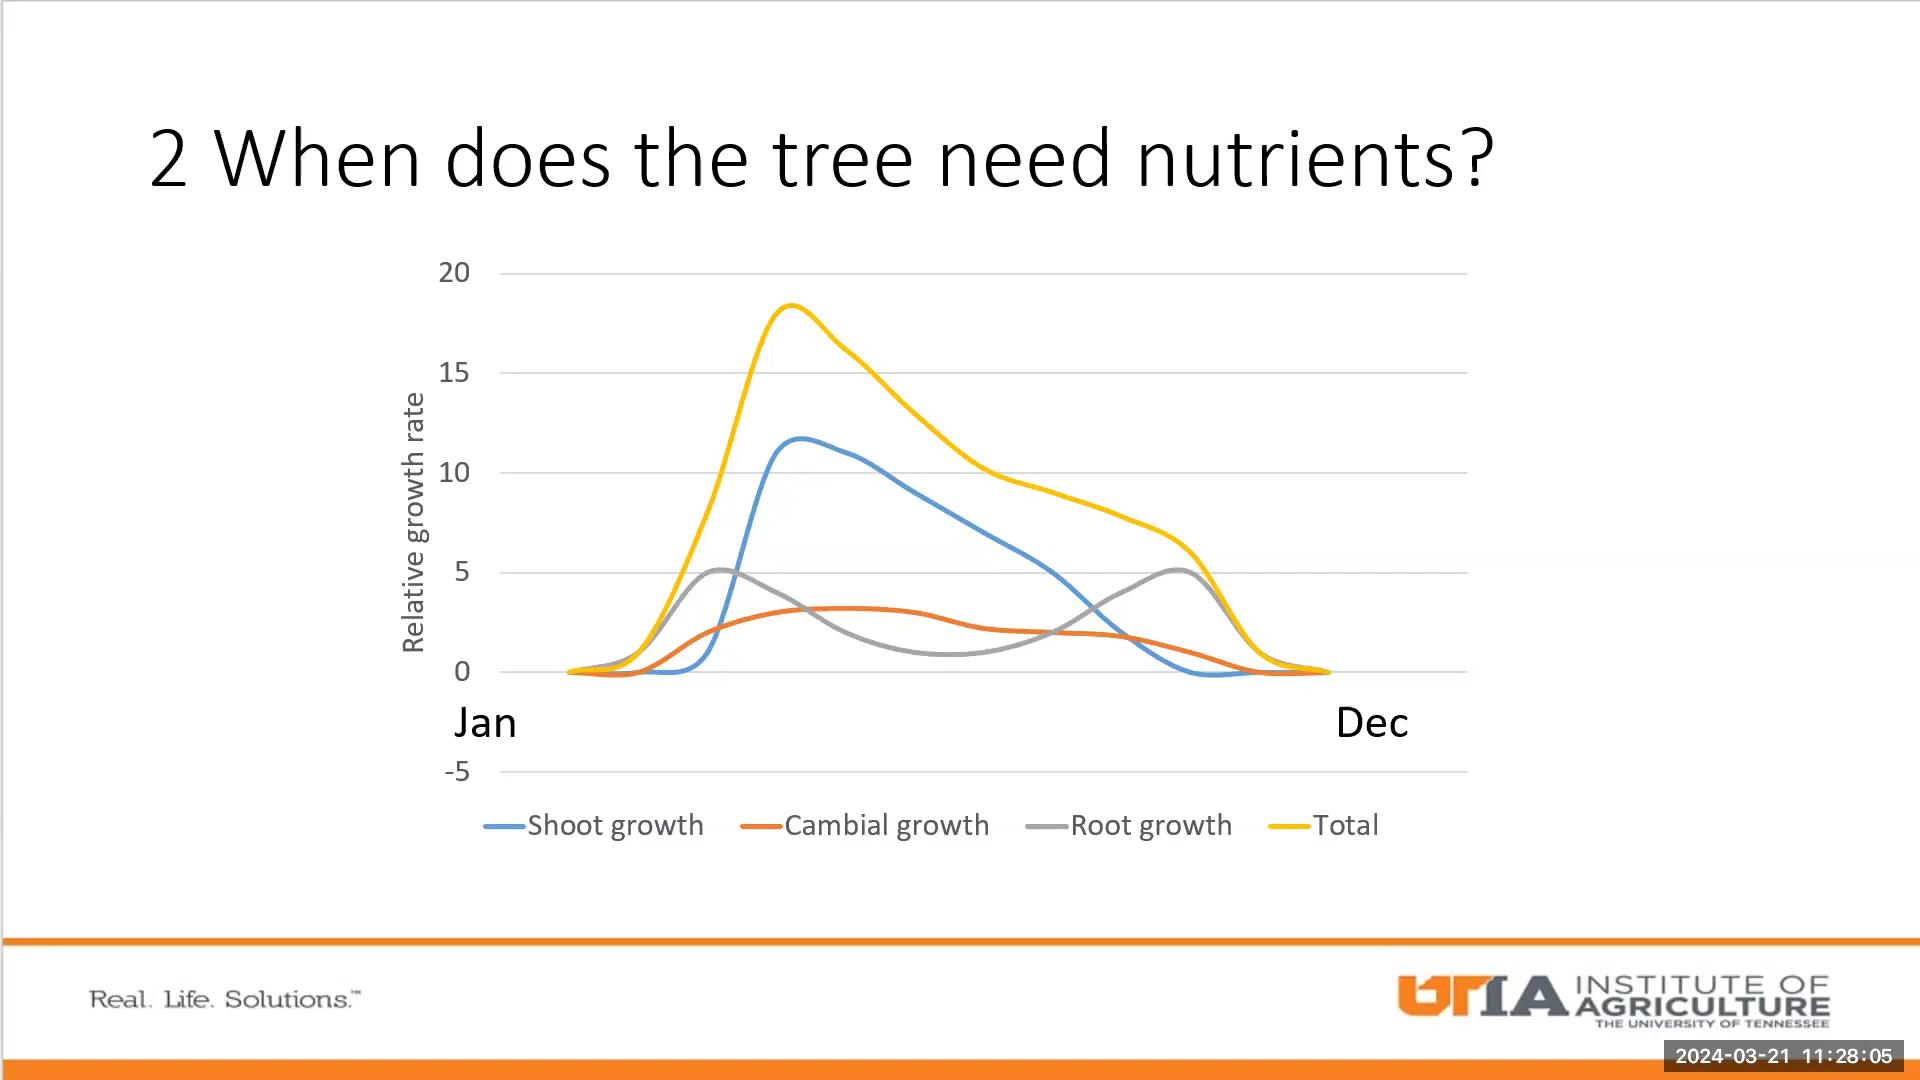 2 When does the tree need nutrients?
20
15
10
5
0
-5
Relative growth rate
Jan
Dec
Shoot growth
Cambial growth
Root growth
Total
Real. Life. Solutions.™
UTIA INSTITUTE OF
AGRICULTURE
THE UNIVERSITY OF TENNESSEE
2024-03-21 11:28:05